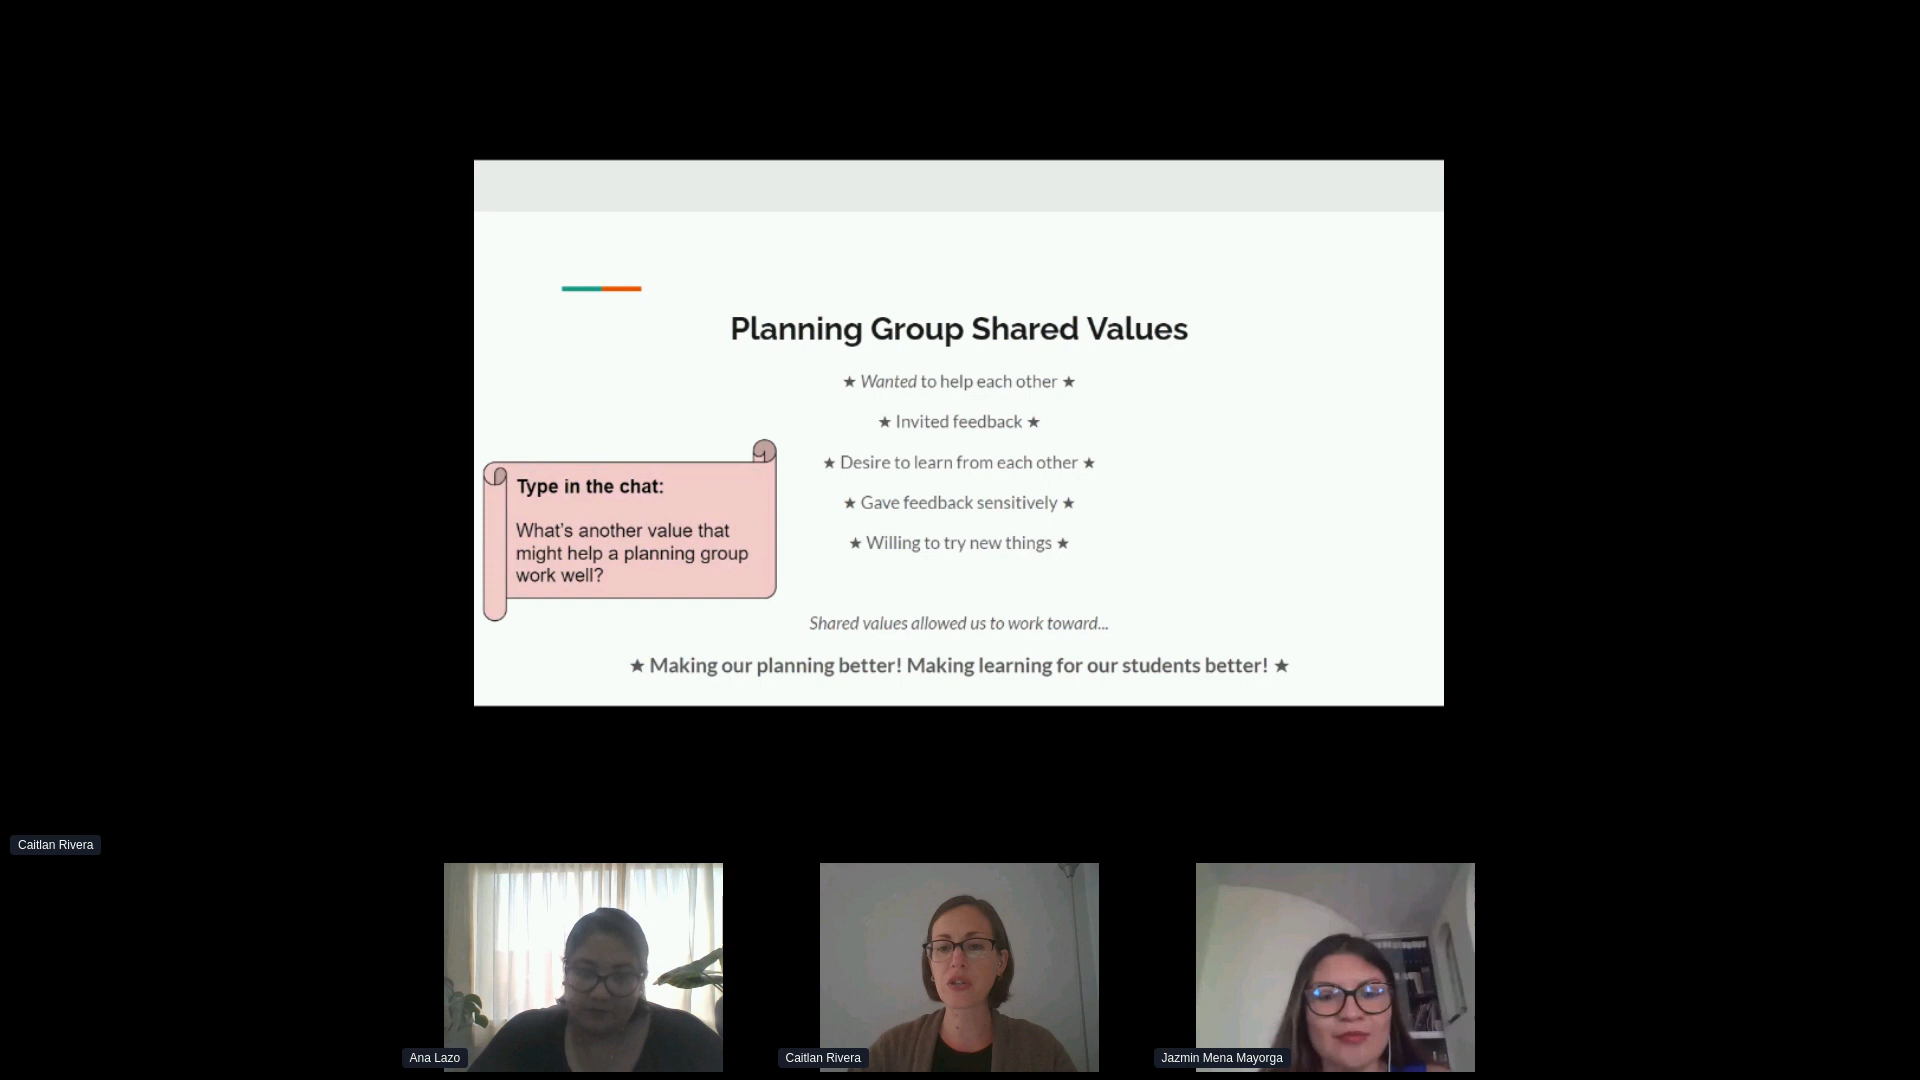 Planning Group Shared Values
★ Wanted to help each other ★
★ Invited feedback ★
★ Desire to learn from each other ★
★ Gave feedback sensitively ★
★ Willing to try new things ★
Type in the chat:
What's another value that
might help a planning group
work well?
Shared values allowed us to work toward...
★ Making our planning better! Making learning for our students better! ★
Caitlan Rivera
Ana Lazo
Caitlan Rivera
Jazmin Mena Mayorga